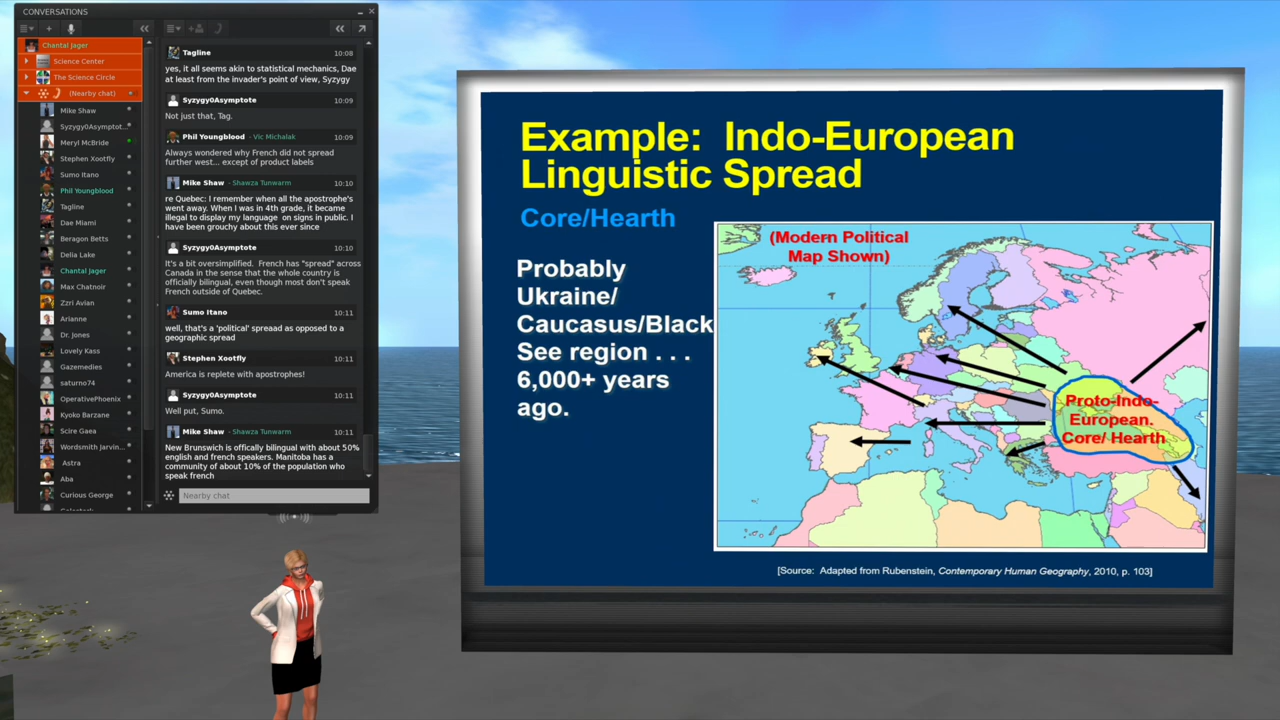 CONVERSATIONS
Chantal Jager
Science Center
The Science Circle
(Nearby chat)
Mike Shaw
Syzygy0Asymptot...
Meryl McBride
Stephen Xootfly
Sumo Itano
Phil Youngblood
Tagline
Dae Miami
Beragon Betts
Delia Lake
Chantal Jager
Max Chatnoir
Zzri Avian
Arianne
Dr. Jones
Lovely Kass
Gazemedies
saturno74
OperativePhoenix
Kyoko Barzane
Scire Gaea
Wordsmith Jarvin...
Astra
Aba
Curious George
Tagline 10:08
yes, it all seems akin to statistical mechanics, Dae
at least from the invader's point of view, Syzygy
Syzygy0Asymptote 10:09
Not just that, Tag.
Phil Youngblood - Vic Michalak 10:09
Always wondered why French did not spread
further west... except of product labels
Mike Shaw - Shawza Tunwarm 10:10
re Quebec: I remember when all the apostrophe's
went away. When I was in 4th grade, it became
illegal to display my language on signs in public. I
have been grouchy about this ever since
Syzygy0Asymptote 10:10
It's a bit oversimplified. French has "spread" across
Canada in the sense that the whole country is
officially bilingual, even though most don't speak
French outside of Quebec.
Sumo Itano 10:11
well, that's a 'political' spreaad as opposed to a
geographic spread
Stephen Xootfly 10:11
America is replete with apostrophes!
Syzygy0Asymptote 10:11
Well put, Sumo.
Mike Shaw - Shawza Tunwarm 10:11
New Brunswich is offically bilingual with about 50%
english and french speakers. Manitoba has a
community of about 10% of the population who
speak french
Nearby chat
Example: Indo-European
Linguistic Spread
Core/Hearth
Probably
Ukraine/
Caucasus/Black
See region . . .
6,000+ years
ago.
(Modern Political
Map Shown)
Proto-Indo-
European.
Core/ Hearth
[Source: Adapted from Rubenstein, Contemporary Human Geography, 2010, p. 103]